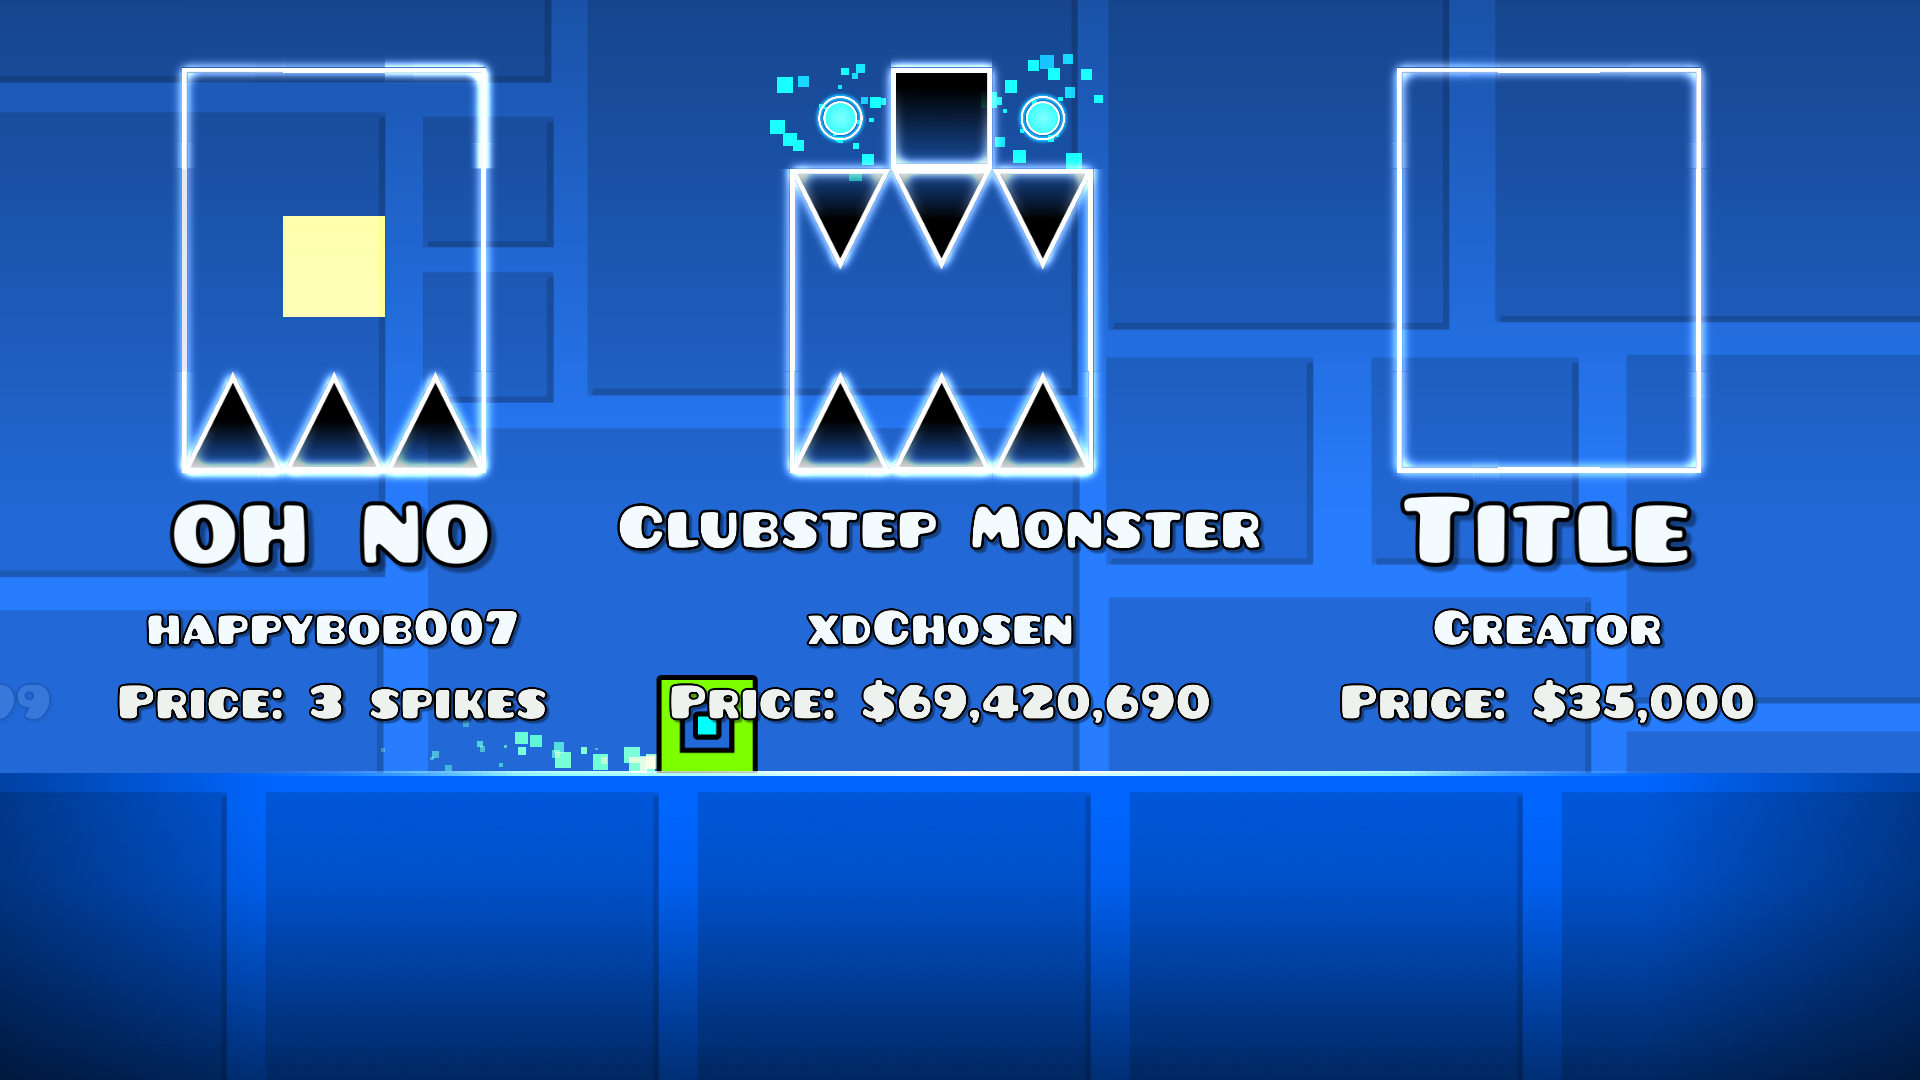 OH NO
Clubstep Monster
Title
happybob007
xdChosen
Creator
Price: 3 spikes
Price: $69,420,690
Price: $35,000